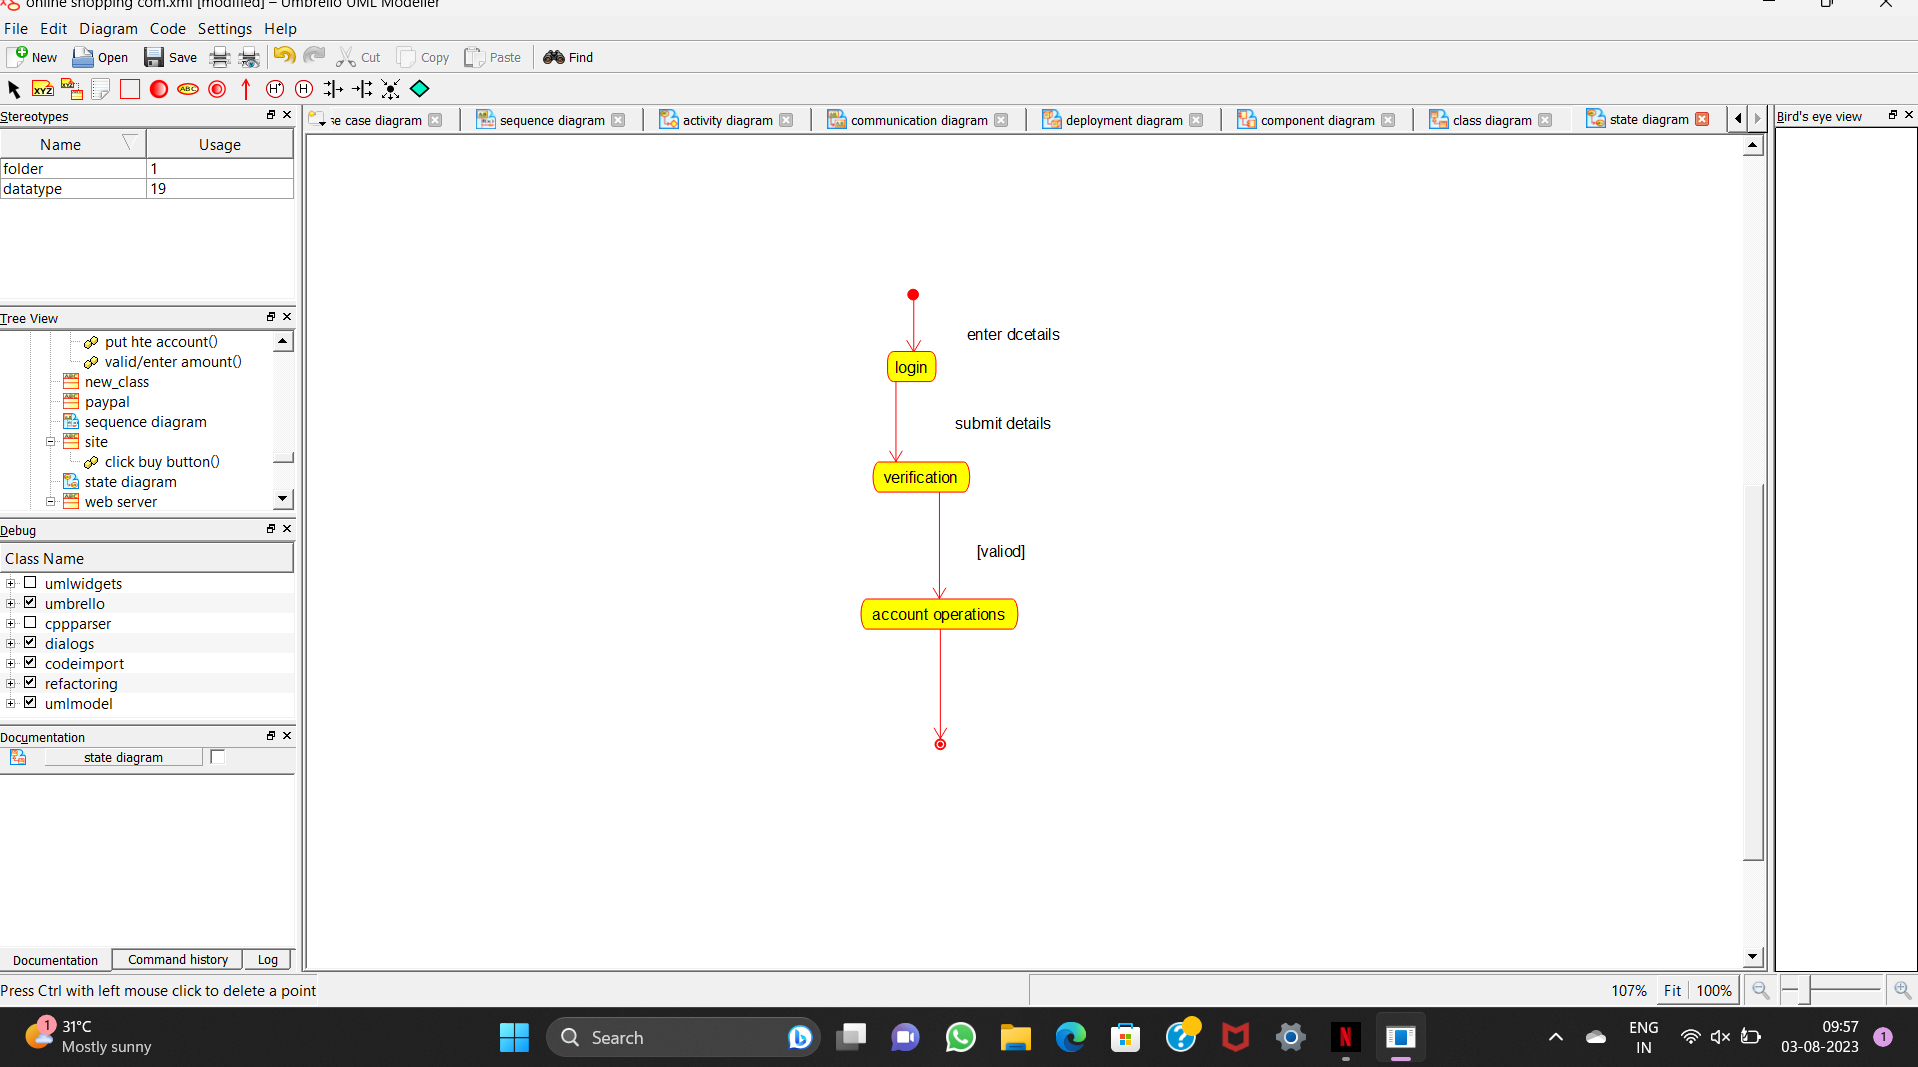 online shopping com.xmi [modified] – Umbrello UML Modeller
File Edit Diagram Code Settings Help
New Open Save Cut Copy Paste Find
XYZ XYZ ABC H* H
Stereotypes
Name Usage
folder 1
datatype 19
Tree View
put hte account()
valid/enter amount()
new_class
paypal
sequence diagram
site
click buy button()
state diagram
web server
Debug
Class Name
umlwidgets
umbrello
cppparser
dialogs
codeimport
refactoring
umlmodel
Documentation
state diagram
Documentation Command history Log
Press Ctrl with left mouse click to delete a point
se case diagram sequence diagram activity diagram communication diagram deployment diagram component diagram class diagram state diagram
enter dcetails
login
submit details
verification
[valiod]
account operations
Bird's eye view
107% Fit 100%
1 31°C
Mostly sunny
Search
N
ENG
IN
09:57
03-08-2023
1